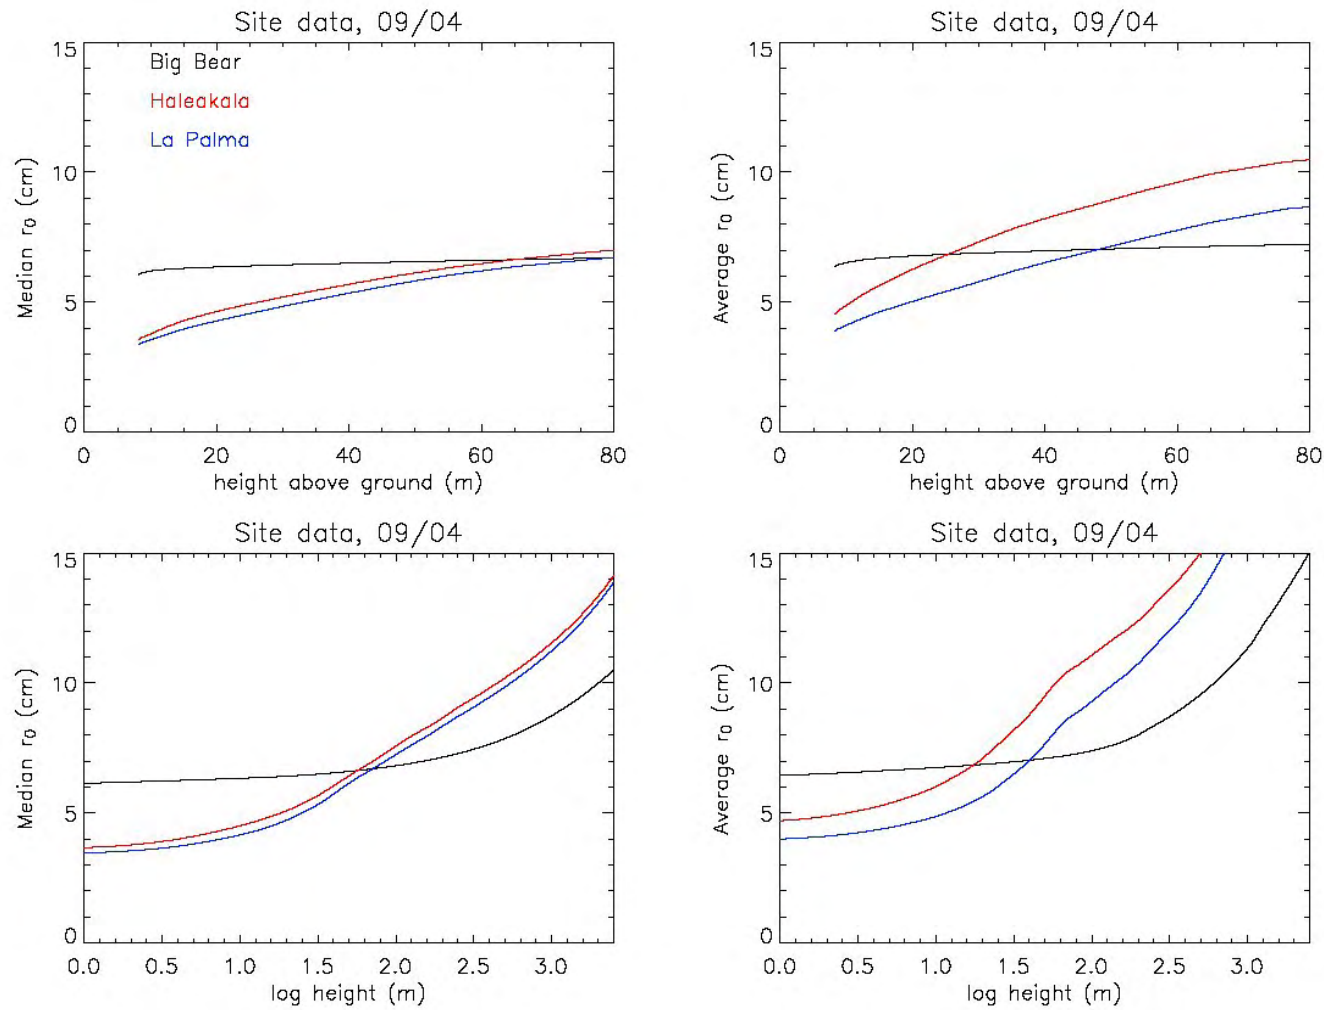 Site data, 09/04
15
10
5
0
Median r0 (cm)
Big Bear
Haleakala
La Palma
0 20 40 60 80
height above ground (m)
Site data, 09/04
15
10
5
0
Average r0 (cm)
0 20 40 60 80
height above ground (m)
Site data, 09/04
15
10
5
0
Median r0 (cm)
0.0 0.5 1.0 1.5 2.0 2.5 3.0
log height (m)
Site data, 09/04
15
10
5
0
Average r0 (cm)
0.0 0.5 1.0 1.5 2.0 2.5 3.0
log height (m)